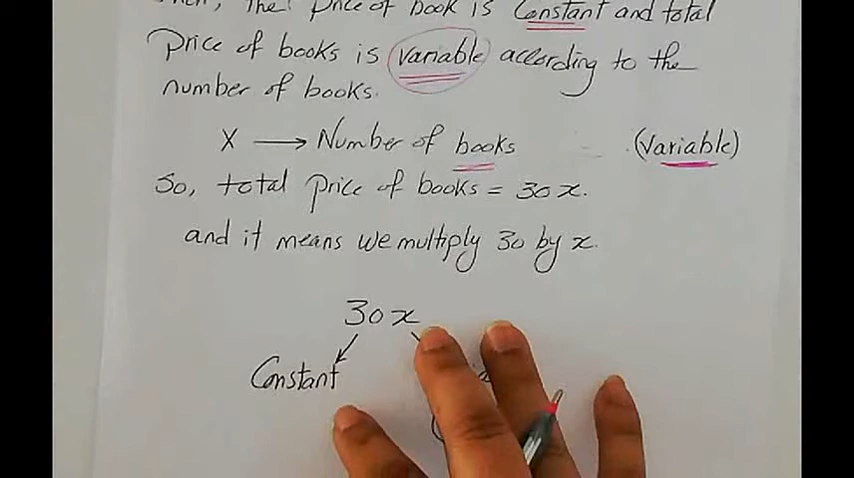 the price of book is Constant and total
price of books is variable according to the
number of books.
X → Number of books (Variable)
So, total price of books = 30x.
and it means we multiply 30 by x.
30x
Constant